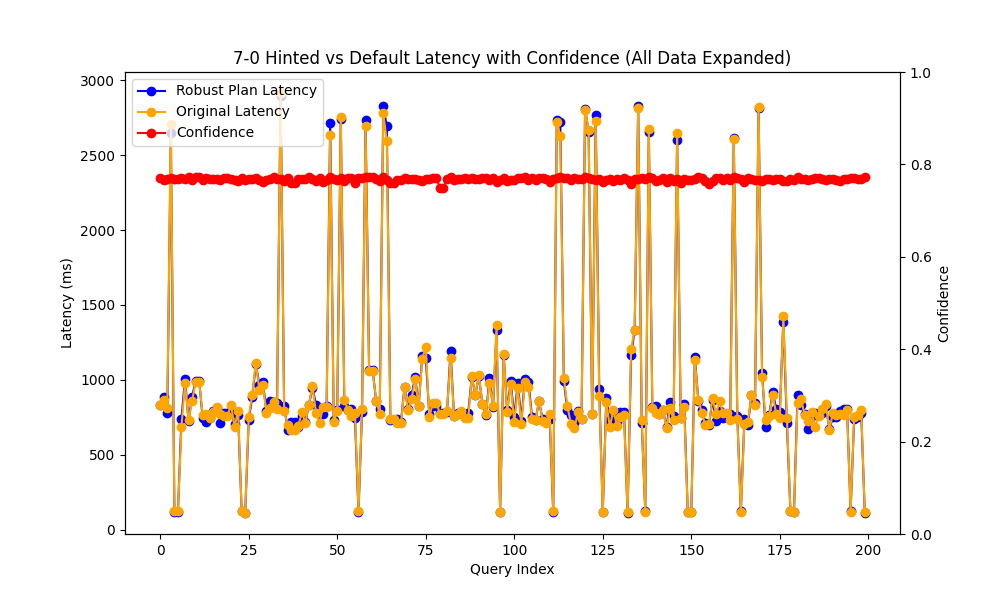 7-0 Hinted vs Default Latency with Confidence (All Data Expanded)
Robust Plan Latency
Original Latency
Confidence
3000
2500
2000
1500
1000
500
0
Latency (ms)
1.0
0.8
0.6
0.4
0.2
0.0
Confidence
0 25 50 75 100 125 150 175 200
Query Index